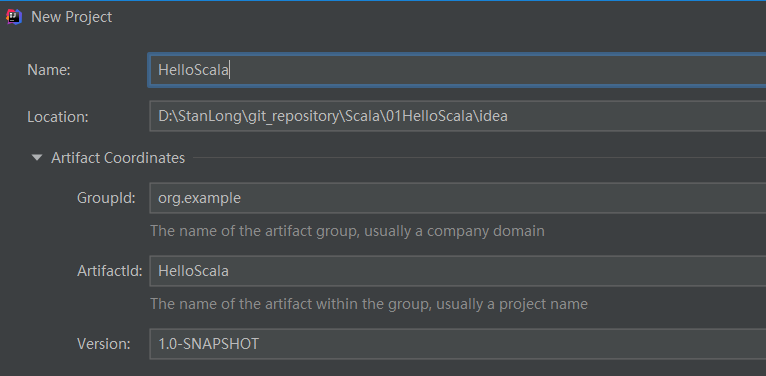 New Project
Name: HelloScala
Location: D:\StanLong\git_repository\Scala\01HelloScala\idea
Artifact Coordinates
GroupId: org.example
The name of the artifact group, usually a company domain
ArtifactId: HelloScala
The name of the artifact within the group, usually a project name
Version: 1.0-SNAPSHOT